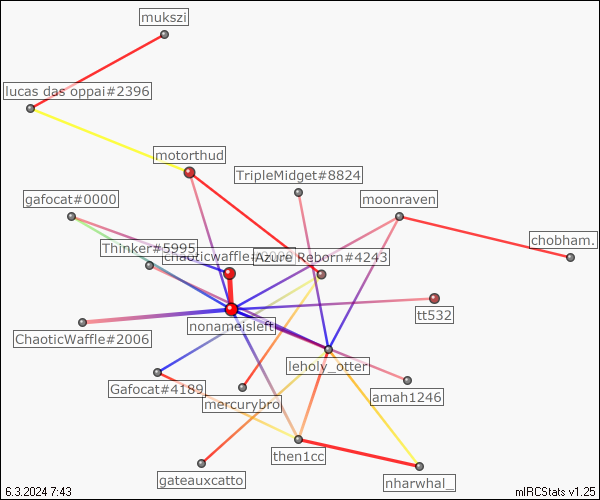 mukszi
lucas das oppai#2396
motorthud
TripleMidget#8824
gafocat#0000
moonraven
chobham.
Thinker#5995
chaoticwaffle#0000
Azure Reborn#4243
tt532
nonameisleft
ChaoticWaffle#2006
leholy_otter
Gafocat#4189
amah1246
mercurybro
then1cc
gateauxcatto
nharwhal_
6.3.2024 7:43
mIRCStats v1.25